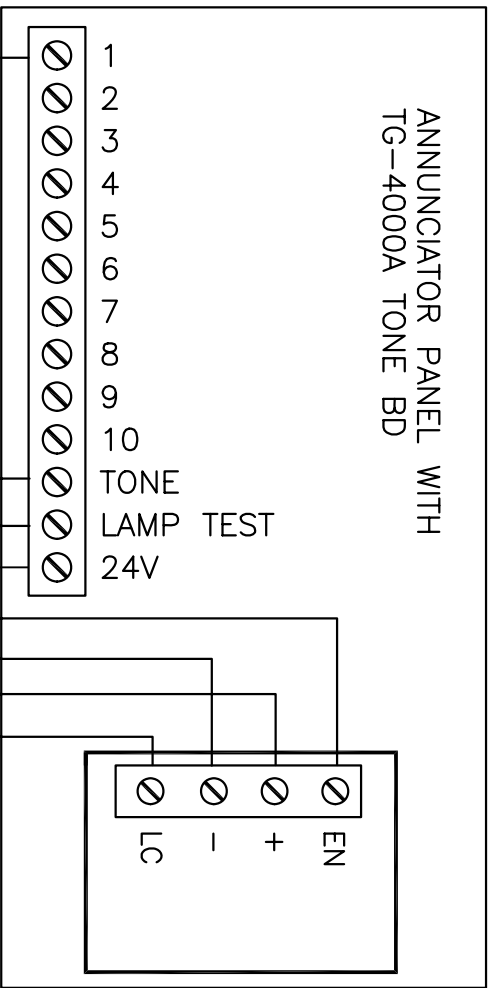 1
2
3
4
5
6
7
8
9
10
TONE
LAMP TEST
24V
ANNUNCIATOR PANEL WITH
TG-4000A TONE BD
LC
-
+
EN